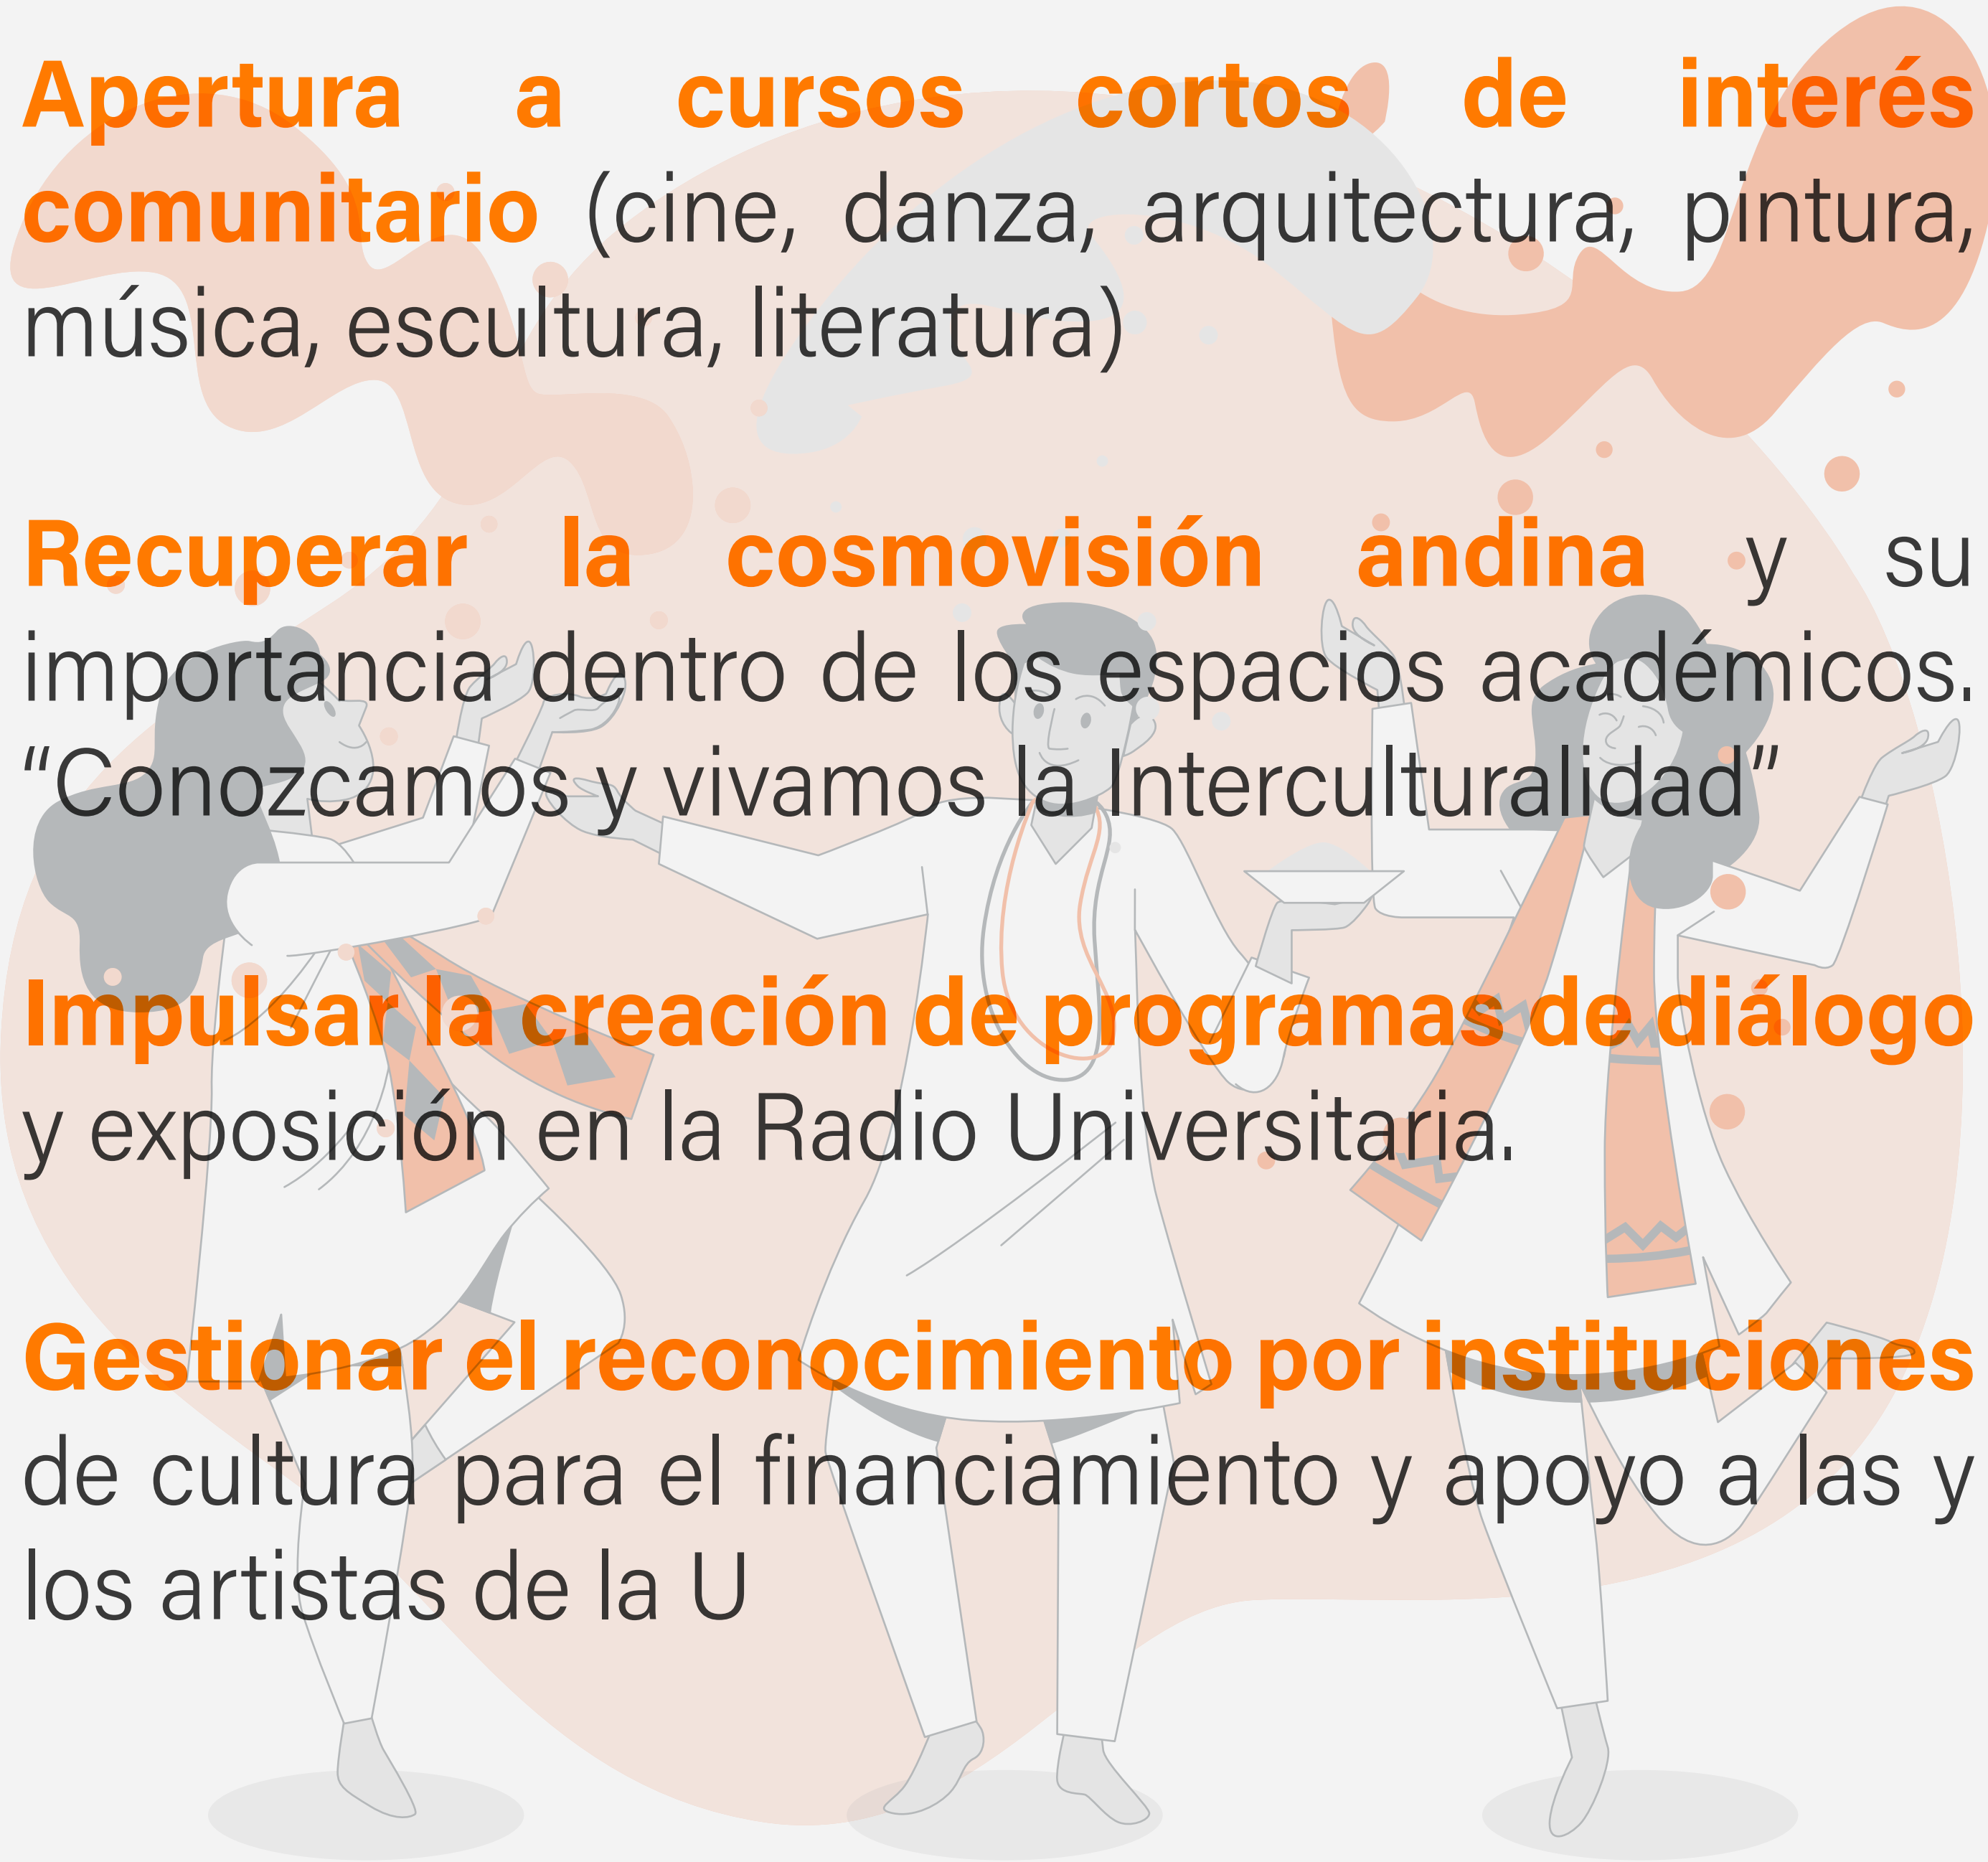 Apertura a cursos cortos de interés
comunitario (cine, danza, arquitectura, pintura,
música, escultura, literatura)
Recuperar la cosmovisión andina y su
importancia dentro de los espacios académicos.
“Conozcamos y vivamos la Interculturalidad”
Impulsar la creación de programas de diálogo
y exposición en la Radio Universitaria.
Gestionar el reconocimiento por instituciones
de cultura para el financiamiento y apoyo a las y
los artistas de la U